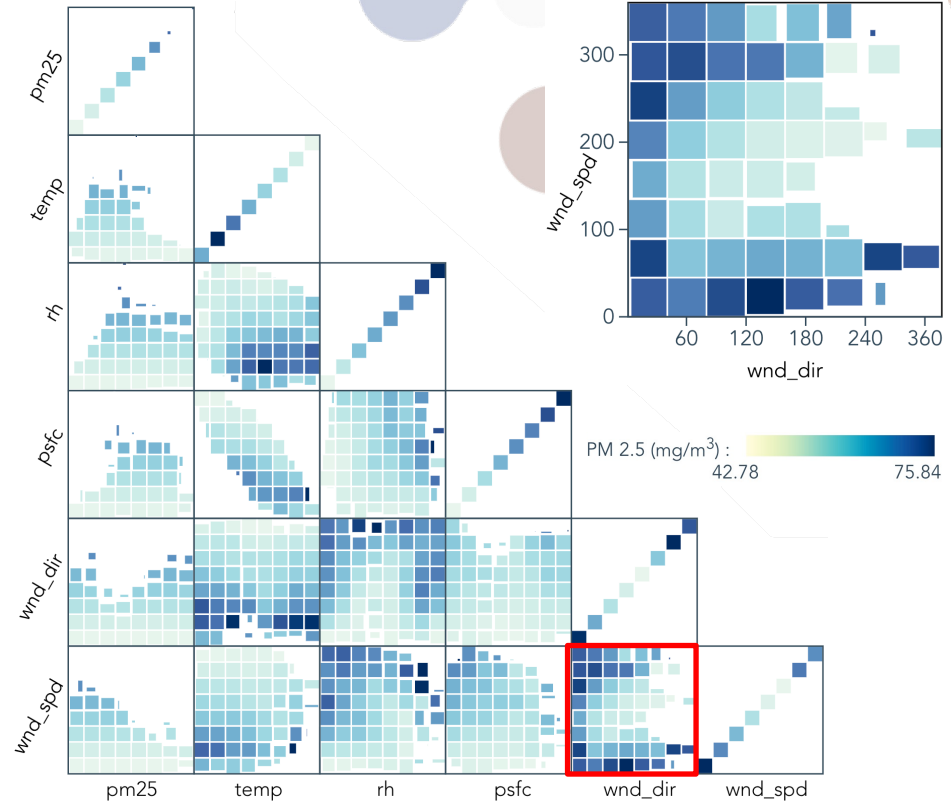 pm25
temp
rh
psfc
wnd_dir
wnd_spd
pm25
temp
rh
psfc
wnd_dir
wnd_spd
wnd_spd
300
200
100
0
60
120
180
240
360
wnd_dir
PM 2.5 (mg/m³) :
42.78
75.84